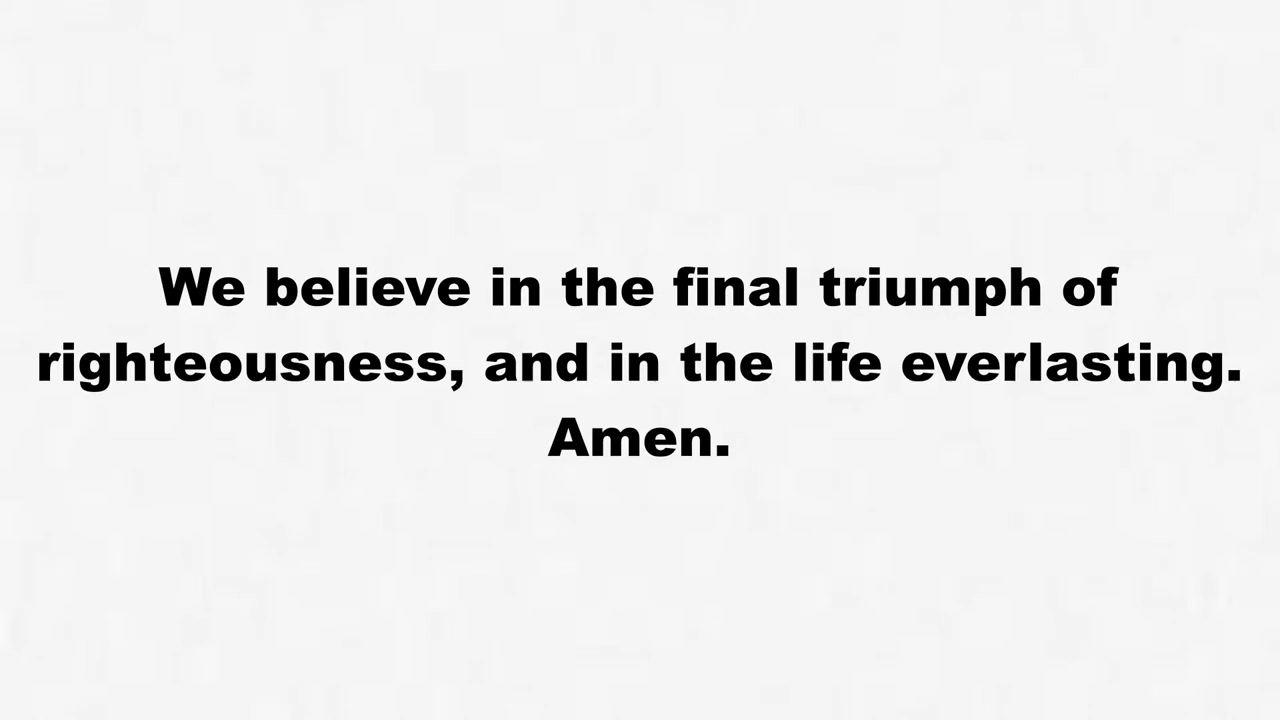 We believe in the final triumph of
righteousness, and in the life everlasting.
Amen.